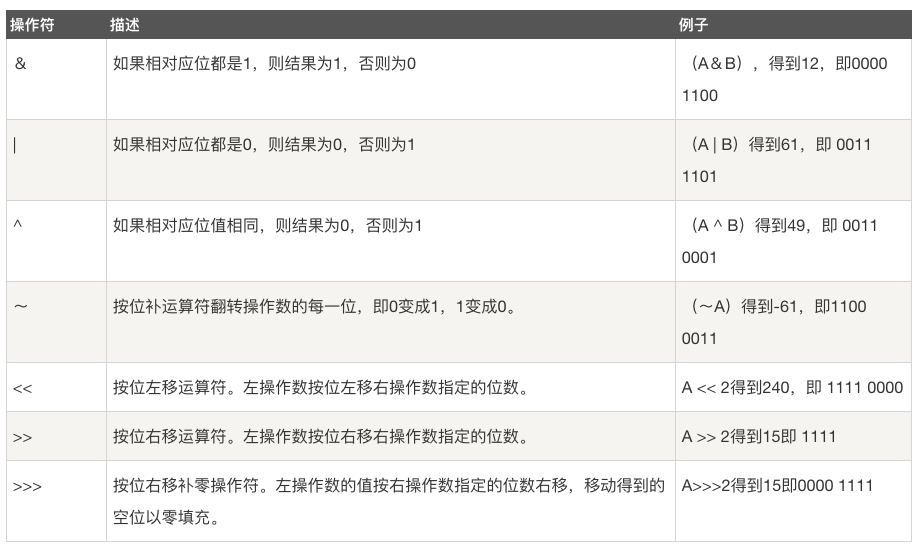 操作符 描述 例子
& 如果相对应位都是1，则结果为1，否则为0 （A＆B），得到12，即0000
1100
| 如果相对应位都是0，则结果为0，否则为1 （A | B）得到61，即 0011
1101
^ 如果相对应位值相同，则结果为0，否则为1 （A ^ B）得到49，即 0011
0001
〜 按位补运算符翻转操作数的每一位，即0变成1，1变成0。 （〜A）得到-61，即1100
0011
<< 按位左移运算符。左操作数按位左移右操作数指定的位数。 A << 2得到240，即 1111 0000
>> 按位右移运算符。左操作数按位右移右操作数指定的位数。 A >> 2得到15即 1111
>>> 按位右移补零操作符。左操作数的值按右操作数指定的位数右移，移动得到的 A>>>2得到15即0000 1111
空位以零填充。